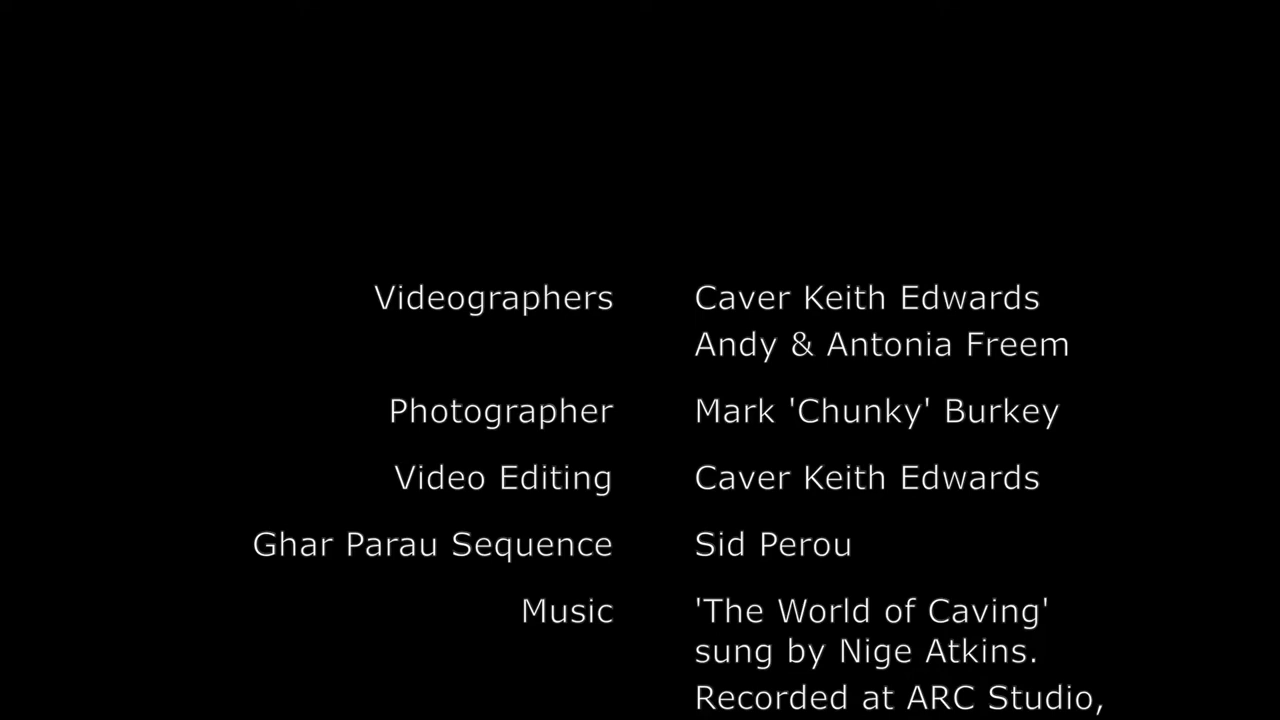 Videographers Caver Keith Edwards
Andy & Antonia Freem
Photographer Mark 'Chunky' Burkey
Video Editing Caver Keith Edwards
Ghar Parau Sequence Sid Perou
Music 'The World of Caving'
sung by Nige Atkins.
Recorded at ARC Studio,